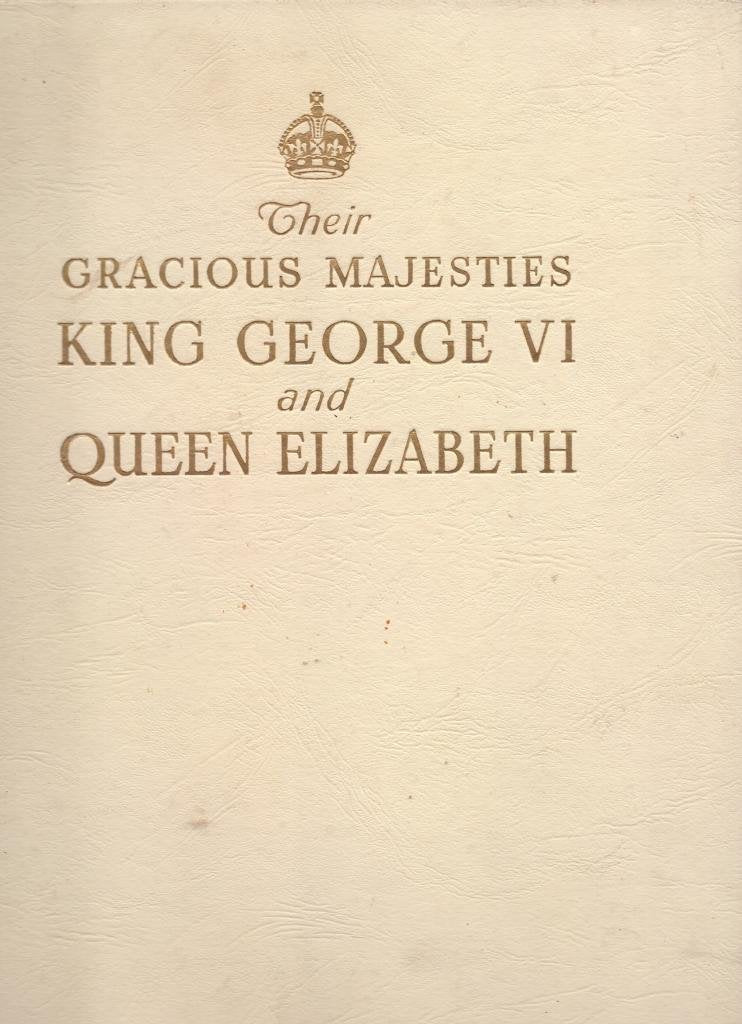 Their
GRACIOUS MAJESTIES
KING GEORGE VI
and
QUEEN ELIZABETH